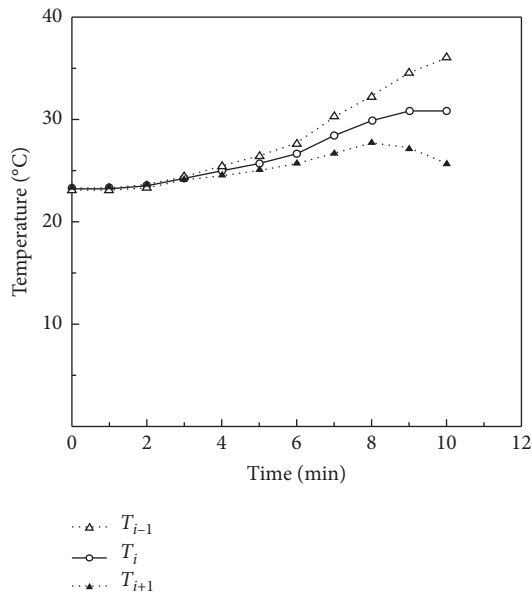 40
30
20
10
Temperature (°C)
0 2 4 6 8 10 12
Time (min)
T_{i–1}
T_i
T_{i+1}